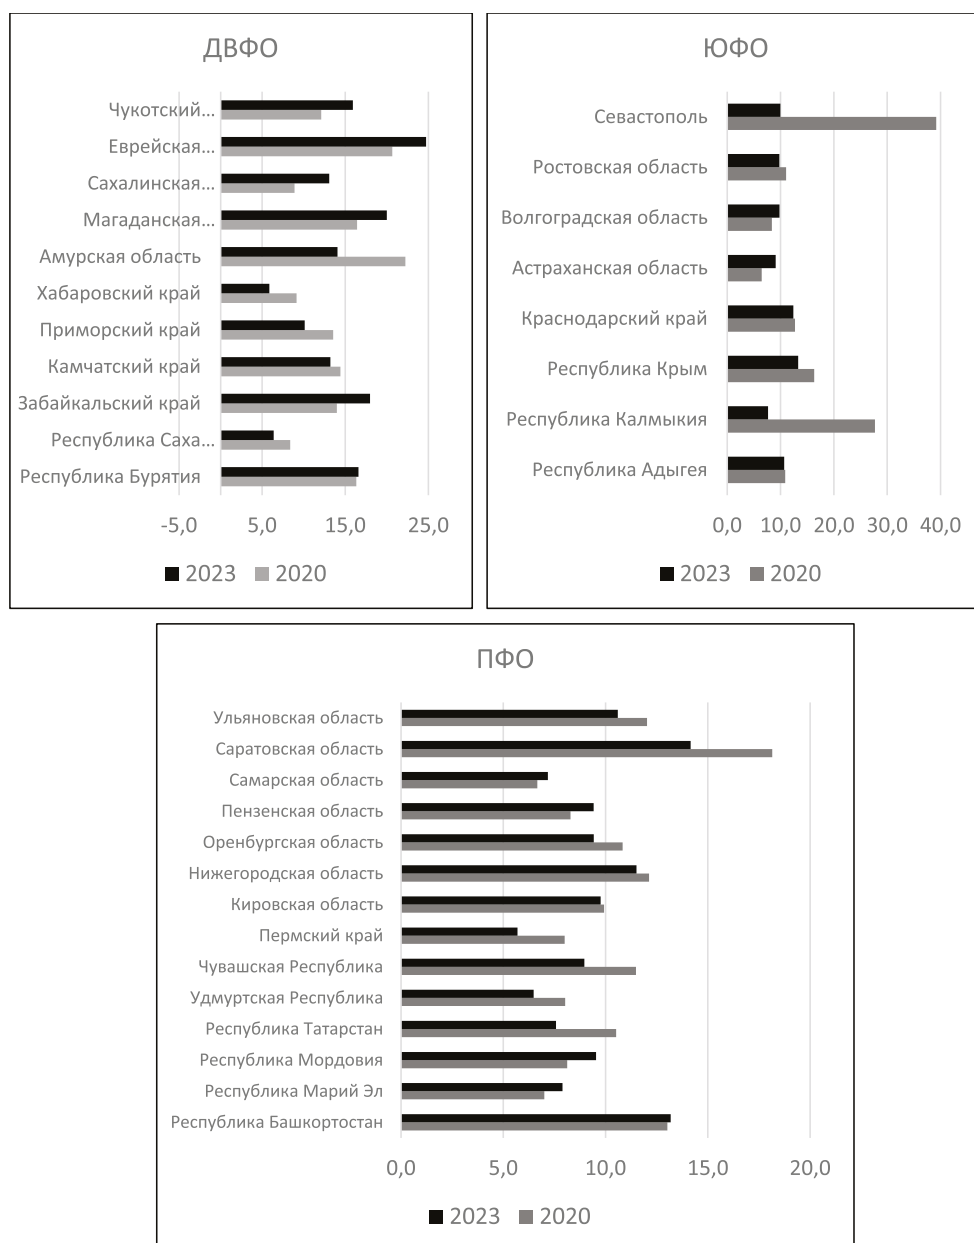 ДВФО
Чукотский...
Еврейская...
Сахалинская...
Магаданская...
Амурская область
Хабаровский край
Приморский край
Камчатский край
Забайкальский край
Республика Саха...
Республика Бурятия
-5,0 5,0 15,0 25,0
2023 2020
ЮФО
Севастополь
Ростовская область
Волгоградская область
Астраханская область
Краснодарский край
Республика Крым
Республика Калмыкия
Республика Адыгея
0,0 10,0 20,0 30,0 40,0
2023 2020
ПФО
Ульяновская область
Саратовская область
Самарская область
Пензенская область
Оренбургская область
Нижегородская область
Кировская область
Пермский край
Чувашская Республика
Удмуртская Республика
Республика Татарстан
Республика Мордовия
Республика Марий Эл
Республика Башкортостан
0,0 5,0 10,0 15,0 20,0
2023 2020